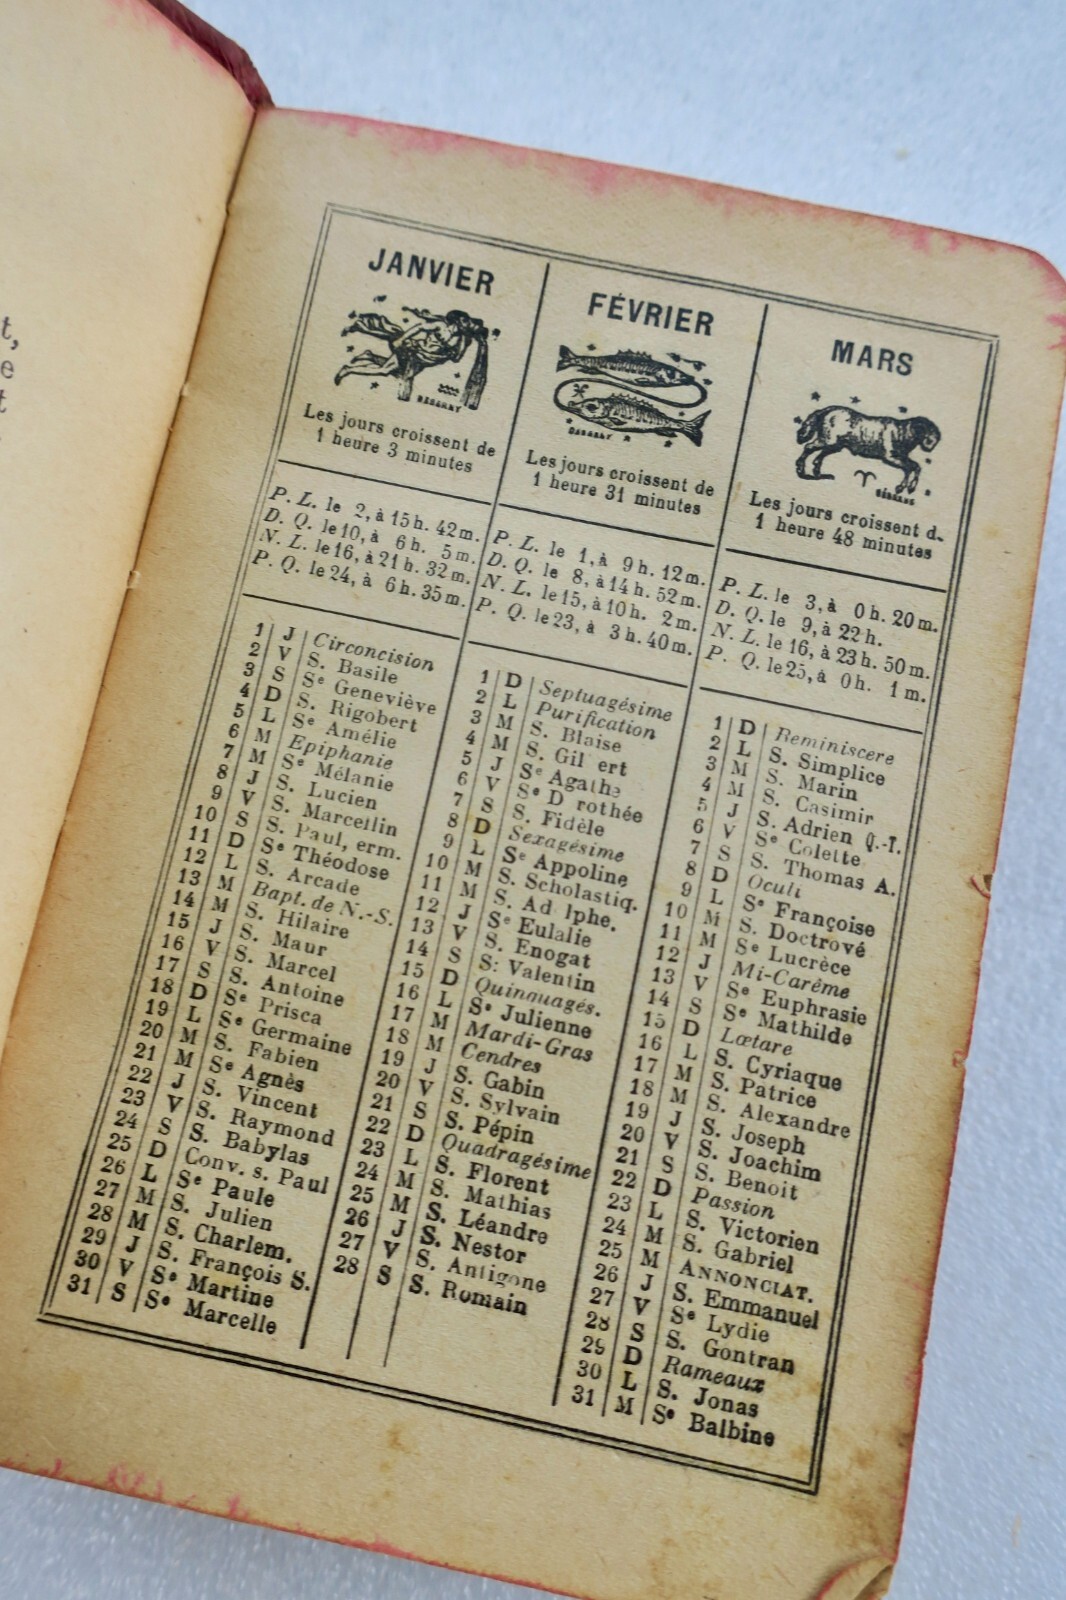 t,
e
t
JANVIER
BEGERRY
Les jours croissent de
1 heure 3 minutes
P. L. le 2, à 15 h. 42 m.
D. Q. le 10, à 6 h. 5 m.
N. L. le 16, à 21 h. 32 m.
P. Q. le 24, à 6 h. 35 m.
1 J Circoncision
2 V S. Basile
3 S Se Geneviève
4 D S. Rigobert
5 L Se Amélie
6 M Epiphanie
7 M Se Mélanie
8 J S. Lucien
9 V S. Marcellin
10 S S. Paul, erm.
11 D Se Théodose
12 L S. Arcade
13 M Bapt. de N.-S.
14 M S. Hilaire
15 J S. Maur
16 V S. Marcel
17 S S. Antoine
18 D Se Prisca
19 L Se Germaine
20 M S. Fabien
21 M Se Agnès
22 J S. Vincent
23 V S. Raymond
24 S S. Babylas
25 D Conv. s. Paul
26 L Se Paule
27 M S. Julien
28 M S. Charlem.
29 J S. François S.
30 V Se Martine
31 S Se Marcelle
FÉVRIER
Les jours croissent de
1 heure 31 minutes
P. L. le 1, à 9 h. 12 m.
D. Q. le 8, à 14 h. 52 m.
N. L. le 15, à 10 h. 2 m.
P. Q. le 23, à 3 h. 40 m.
1 D Septuagésime
2 L Purification
3 M S. Blaise
4 M S. Gil ert
5 J Se Agathe
6 V Se D rothée
7 S S. Fidèle
8 D Sexagésime
9 L Se Appoline
10 M S. Scholastiq.
11 M S. Ad lphe.
12 J Se Eulalie
13 V S. Enogat
14 S S. Valentin
15 D Quinquagés.
16 L Se Julienne
17 M Mardi-Gras
18 M Cendres
19 J S. Gabin
20 V S. Sylvain
21 S S. Pépin
22 D Quadragésime
23 L S. Florent
24 M S. Mathias
25 M S. Léandre
26 J S. Nestor
27 V S. Antigone
28 S S. Romain
MARS
Les jours croissent d.
1 heure 48 minutes
P. L. le 3, à 0 h. 20 m.
D. Q. le 9, à 22 h.
N. L. le 16, à 23 h. 50 m.
P. Q. le 25, à 0 h. 1 m.
1 D Reminiscere
2 L S. Simplice
3 M S. Marin
4 M S. Casimir
5 J S. Adrien Q.-T.
6 V Se Colette
7 S S. Thomas A.
8 D Oculi
9 L Se Françoise
10 M S. Doctrové
11 M Se Lucrèce
12 J Mi-Carême
13 V Se Euphrasie
14 S Se Mathilde
15 D Lœtare
16 L S. Cyriaque
17 M S. Patrice
18 M S. Alexandre
19 J S. Joseph
20 V S. Joachim
21 S S. Benoit
22 D Passion
23 L S. Victorien
24 M S. Gabriel
25 M ANNONCIAT.
26 J S. Emmanuel
27 V Se Lydie
28 S S. Gontran
29 D Rameaux
30 L S. Jonas
31 M Se Balbine